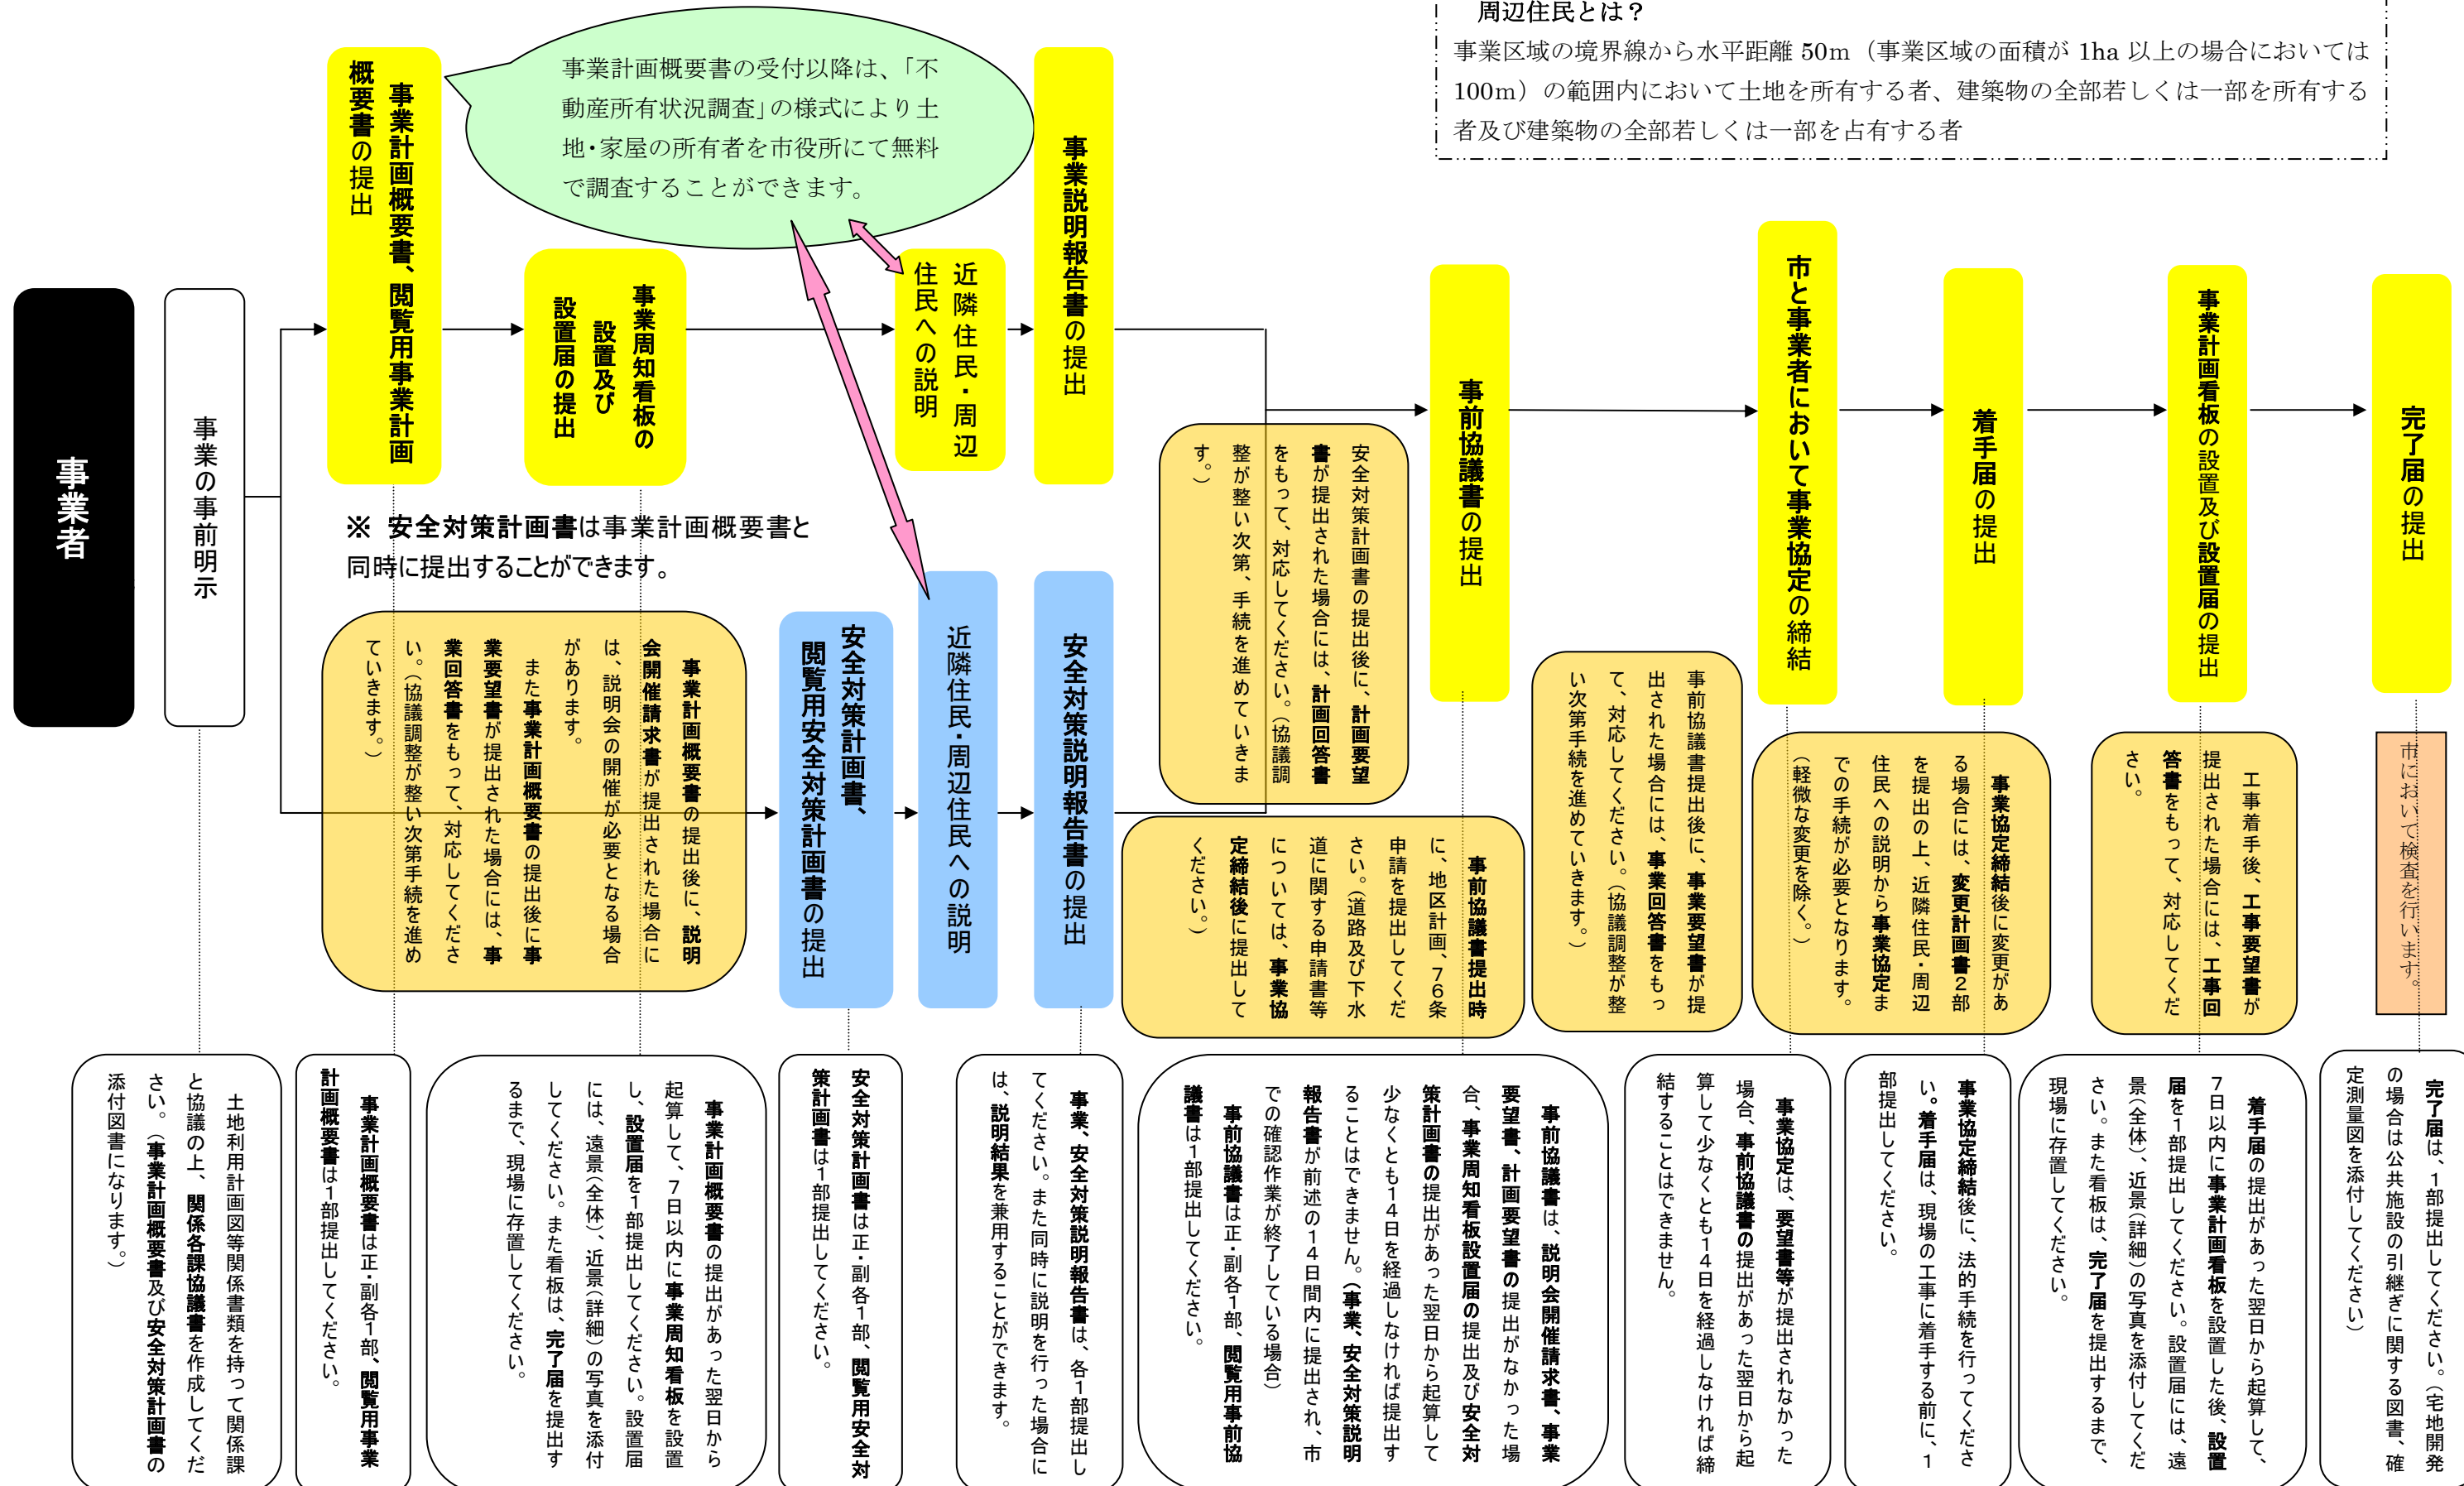 周辺住民とは？
事業区域の境界線から水平距離 50ｍ（事業区域の面積が 1ha 以上の場合においては
100ｍ）の範囲内において土地を所有する者、建築物の全部若しくは一部を所有する
者及び建築物の全部若しくは一部を占有する者
事業者
事業の事前明示
事業計画概要書、閲覧用事業計画
概要書の提出
事業計画概要書の受付以降は、「不
動産所有状況調査」の様式により土
地・家屋の所有者を市役所にて無料
で調査することができます。
事業周知看板の
設置及び
設置届の提出
近隣住民・周辺
住民への説明
事業説明報告書の提出
※ 安全対策計画書は事業計画概要書と
同時に提出することができます。
安全対策計画書、
閲覧用安全対策計画書の提出
近隣住民・周辺住民への説明
安全対策説明報告書の提出
事前協議書の提出
市と事業者において事業協定の締結
着手届の提出
事業計画看板の設置及び設置届の提出
完了届の提出
事業計画概要書の提出後に、説明
会開催請求書が提出された場合に
は、説明会の開催が必要となる場合
があります。
また事業計画概要書の提出後に事
業要望書が提出された場合には、事
業回答書をもって、対応してくださ
い。（協議調整が整い次第手続を進め
ていきます。）
安全対策計画書の提出後に、計画要望
書が提出された場合には、計画回答書
をもって、対応してください。（協議調
整が整い次第、手続を進めていきま
す。）
事前協議書提出時
に、地区計画、７６条
申請を提出してくだ
さい。（道路及び下水
道に関する申請書等
については、事業協
定締結後に提出して
ください。）
事前協議書提出後に、事業要望書が提
出された場合には、事業回答書をもっ
て、対応してください。（協議調整が整
い次第手続を進めていきます。）
事業協定締結後に変更があ
る場合には、変更計画書２部
を提出の上、近隣住民・周辺
住民への説明から事業協定ま
での手続が必要となります。
（軽微な変更を除く。）
工事着手後、工事要望書が
提出された場合には、工事回
答書をもって、対応してくだ
さい。
市において検査を行います。
土地利用計画図等関係書類を持って関係課
と協議の上、関係各課協議書を作成してくだ
さい。（事業計画概要書及び安全対策計画書の
添付図書になります。）
事業計画概要書は正・副各１部、閲覧用事業
計画概要書は１部提出してください。
事業計画概要書の提出があった翌日から
起算して、７日以内に事業周知看板を設置
し、設置届を１部提出してください。設置届
には、遠景（全体）、近景（詳細）の写真を添付
してください。また看板は、完了届を提出す
るまで、現場に存置してください。
安全対策計画書は正・副各１部、閲覧用安全対
策計画書は１部提出してください。
事業、安全対策説明報告書は、各１部提出し
てください。また同時に説明を行った場合に
は、説明結果を兼用することができます。
事前協議書は、説明会開催請求書、事業
要望書、計画要望書の提出がなかった場
合、事業周知看板設置届の提出及び安全対
策計画書の提出があった翌日から起算して
少なくとも１４日を経過しなければ提出す
ることはできません。（事業、安全対策説明
報告書が前述の１４日間内に提出され、市
での確認作業が終了している場合）
事前協議書は正・副各１部、閲覧用事前協
議書は１部提出してください。
事業協定は、要望書等が提出されなかった
場合、事前協議書の提出があった翌日から起
算して少なくとも１４日を経過しなければ締
結することはできません。
事業協定締結後に、法的手続を行ってくださ
い。着手届は、現場の工事に着手する前に、１
部提出してください。
着手届の提出があった翌日から起算して、
７日以内に事業計画看板を設置した後、設置
届を１部提出してください。設置届には、遠
景（全体）、近景（詳細）の写真を添付してくだ
さい。また看板は、完了届を提出するまで、
現場に存置してください。
完了届は、１部提出してください。（宅地開発
の場合は公共施設の引継ぎに関する図書、確
定測量図を添付してください）